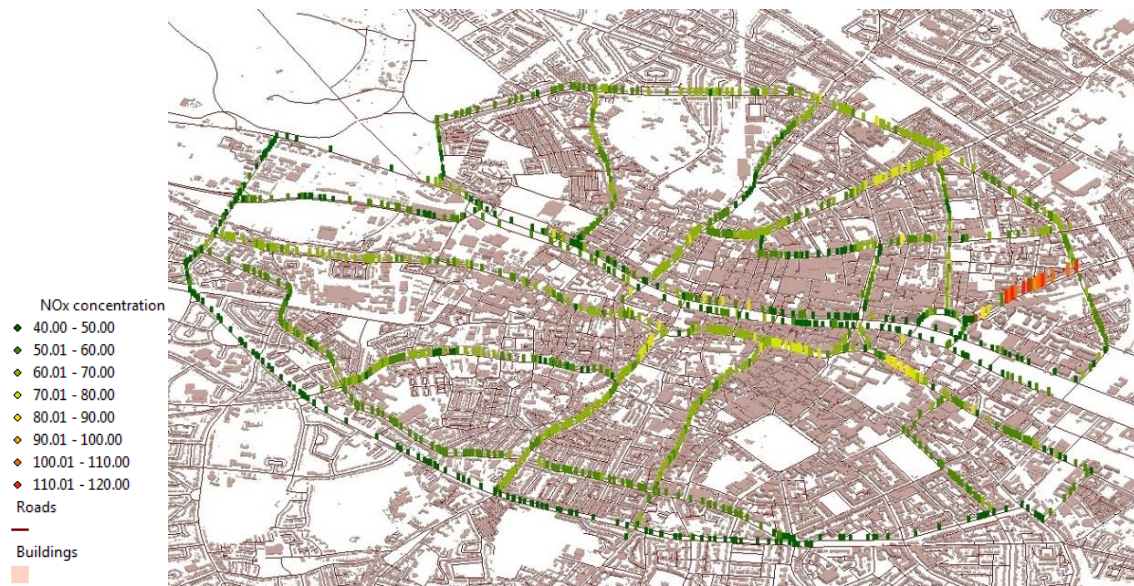 NOx concentration
40.00 - 50.00
50.01 - 60.00
60.01 - 70.00
70.01 - 80.00
80.01 - 90.00
90.01 - 100.00
100.01 - 110.00
110.01 - 120.00
Roads
Buildings